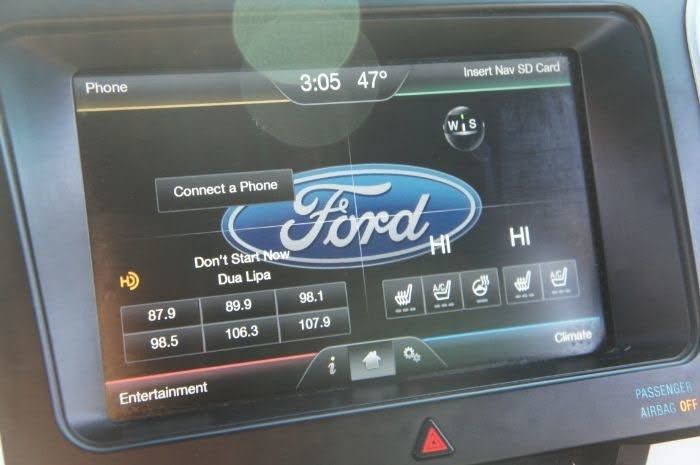 Phone
3:05 47°
Insert Nav SD Card
W S
Connect a Phone
Ford
HI HI
Don't Start Now
Dua Lipa
HD
87.9 89.9 98.1
98.5 106.3 107.9
A/C A/C
i
Climate
Entertainment
PASSENGER
AIRBAG OFF